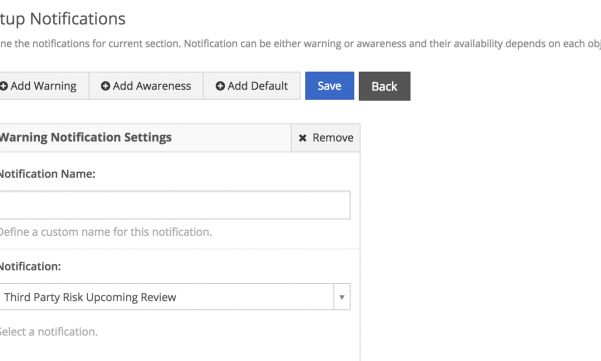 tup Notifications
ne the notifications for current section. Notification can be either warning or awareness and their availability depends on each obj
Add Warning Add Awareness Add Default Save Back
Warning Notification Settings Remove
Notification Name:
Define a custom name for this notification.
Notification:
Third Party Risk Upcoming Review
Select a notification.